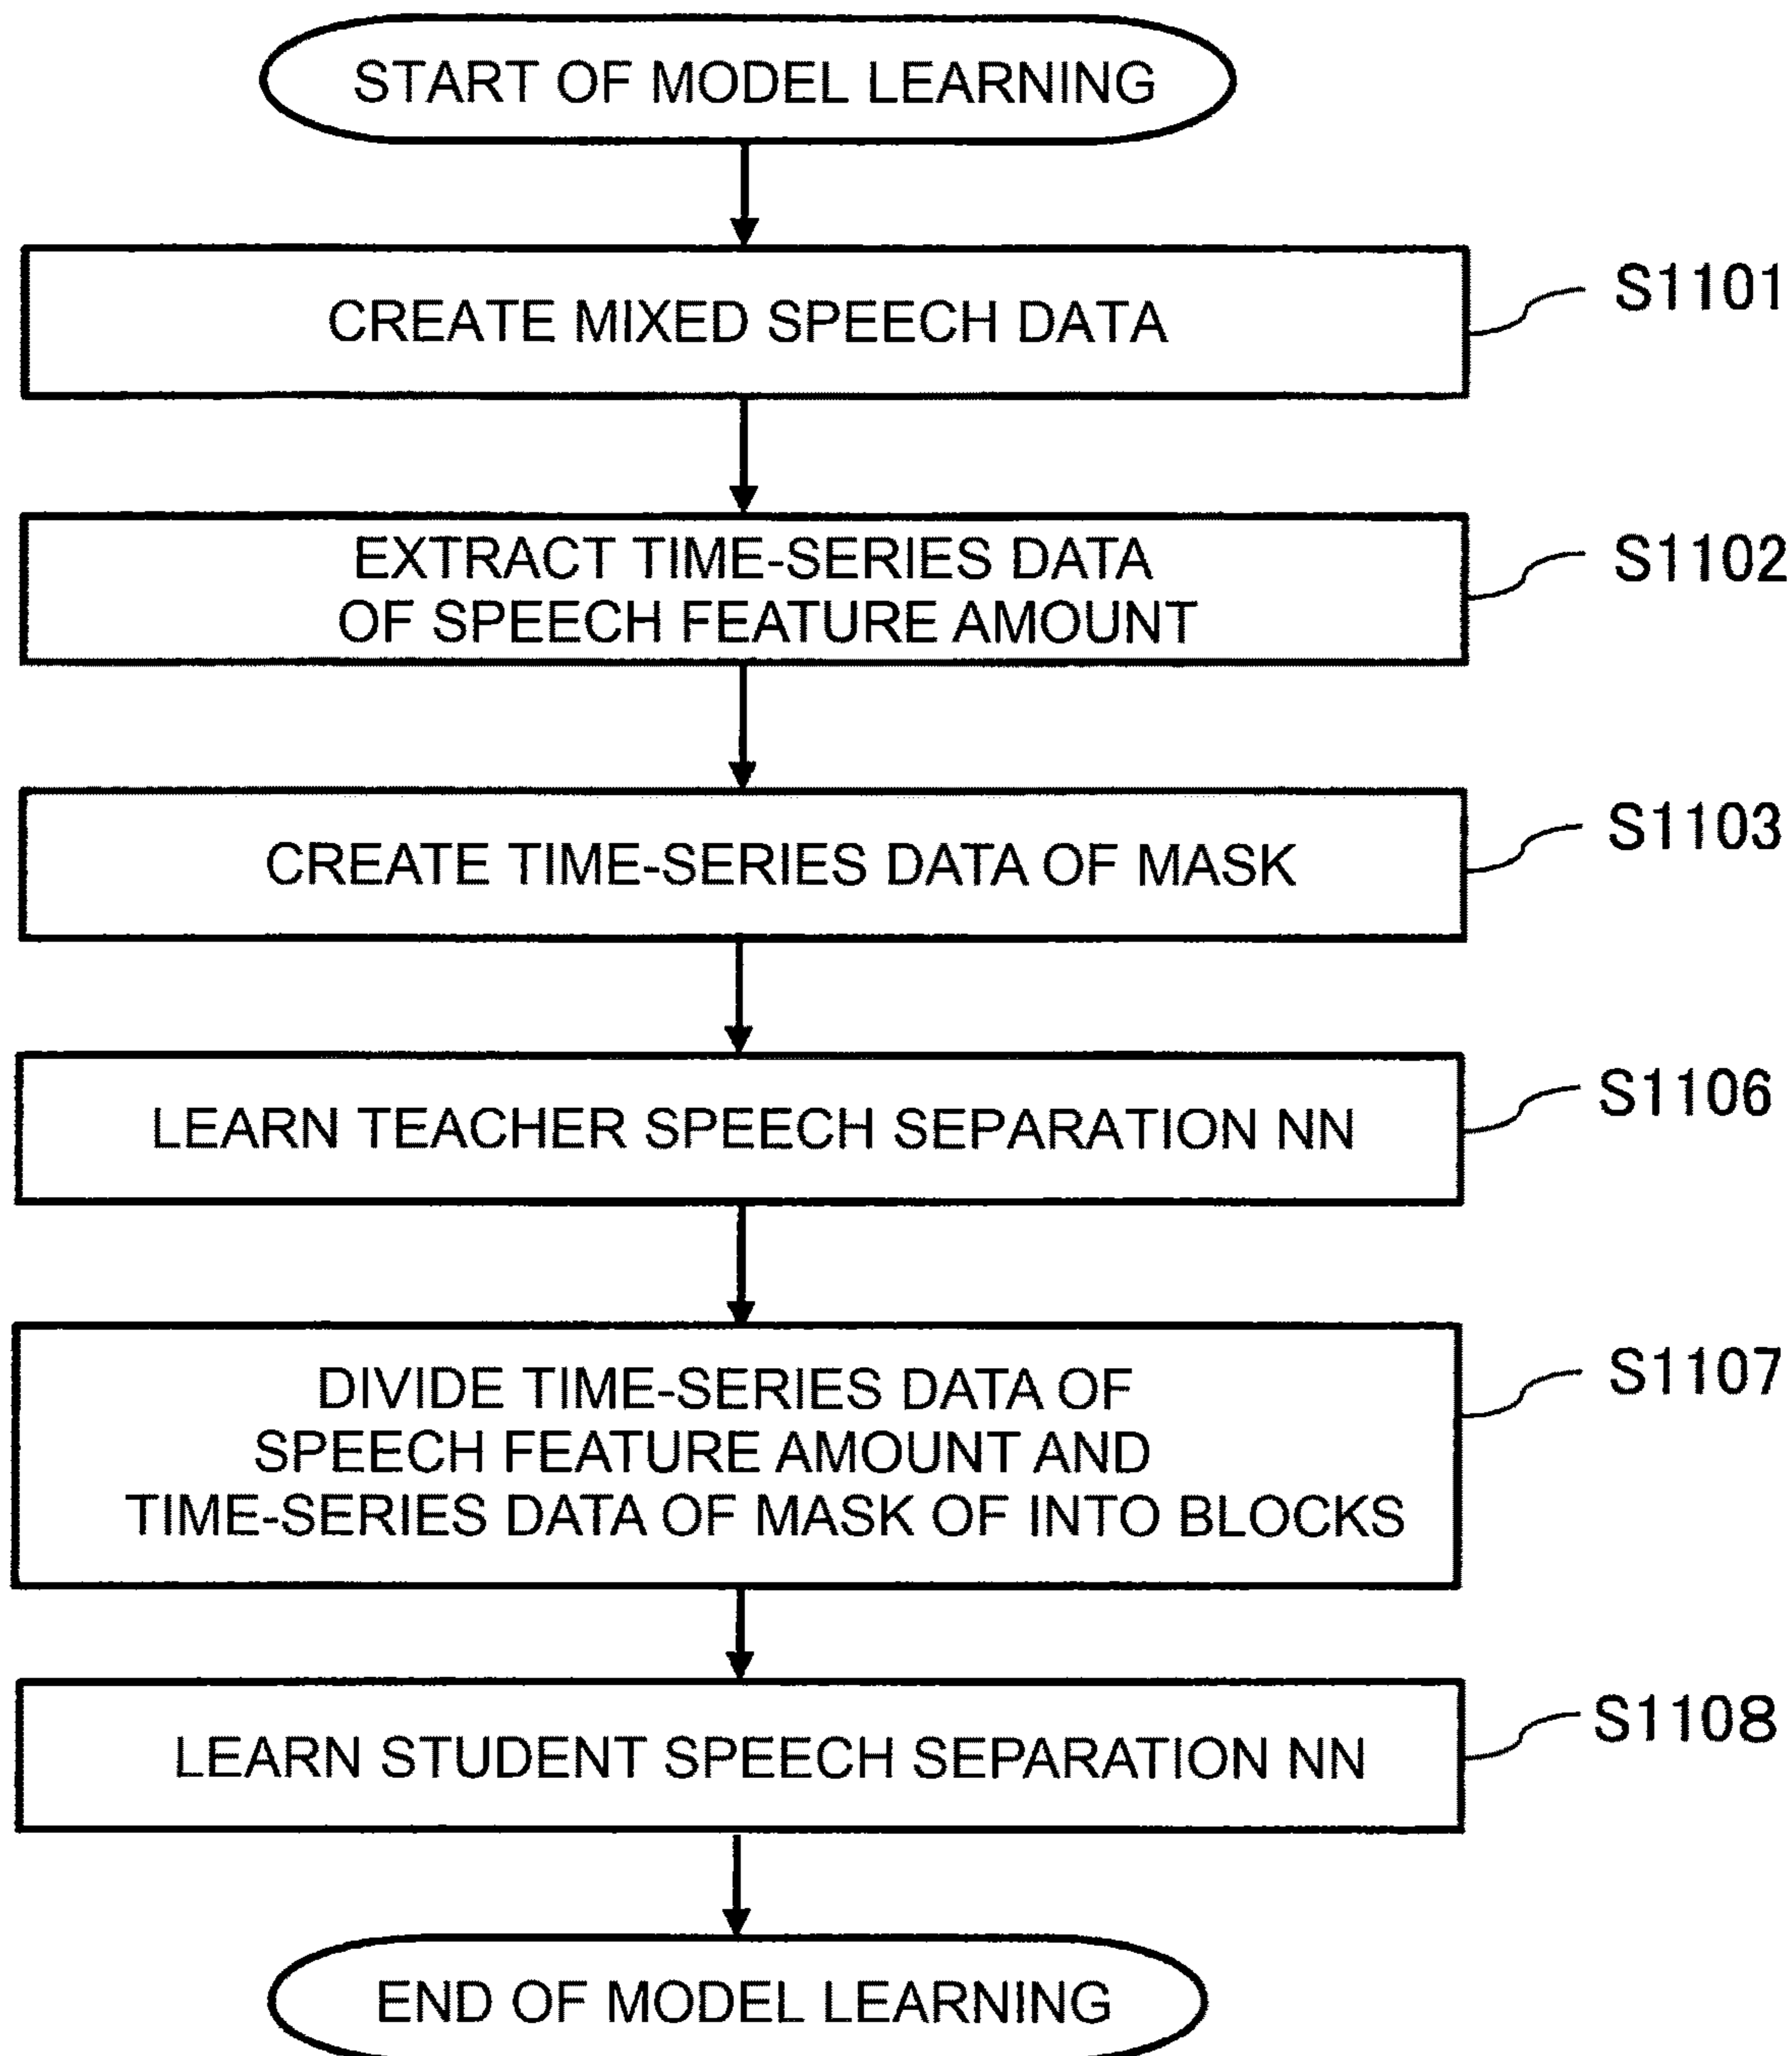 START OF MODEL LEARNING
CREATE MIXED SPEECH DATA
S1101
EXTRACT TIME-SERIES DATA
OF SPEECH FEATURE AMOUNT
S1102
CREATE TIME-SERIES DATA OF MASK
S1103
LEARN TEACHER SPEECH SEPARATION NN
S1106
DIVIDE TIME-SERIES DATA OF
SPEECH FEATURE AMOUNT AND
TIME-SERIES DATA OF MASK OF INTO BLOCKS
S1107
LEARN STUDENT SPEECH SEPARATION NN
S1108
END OF MODEL LEARNING